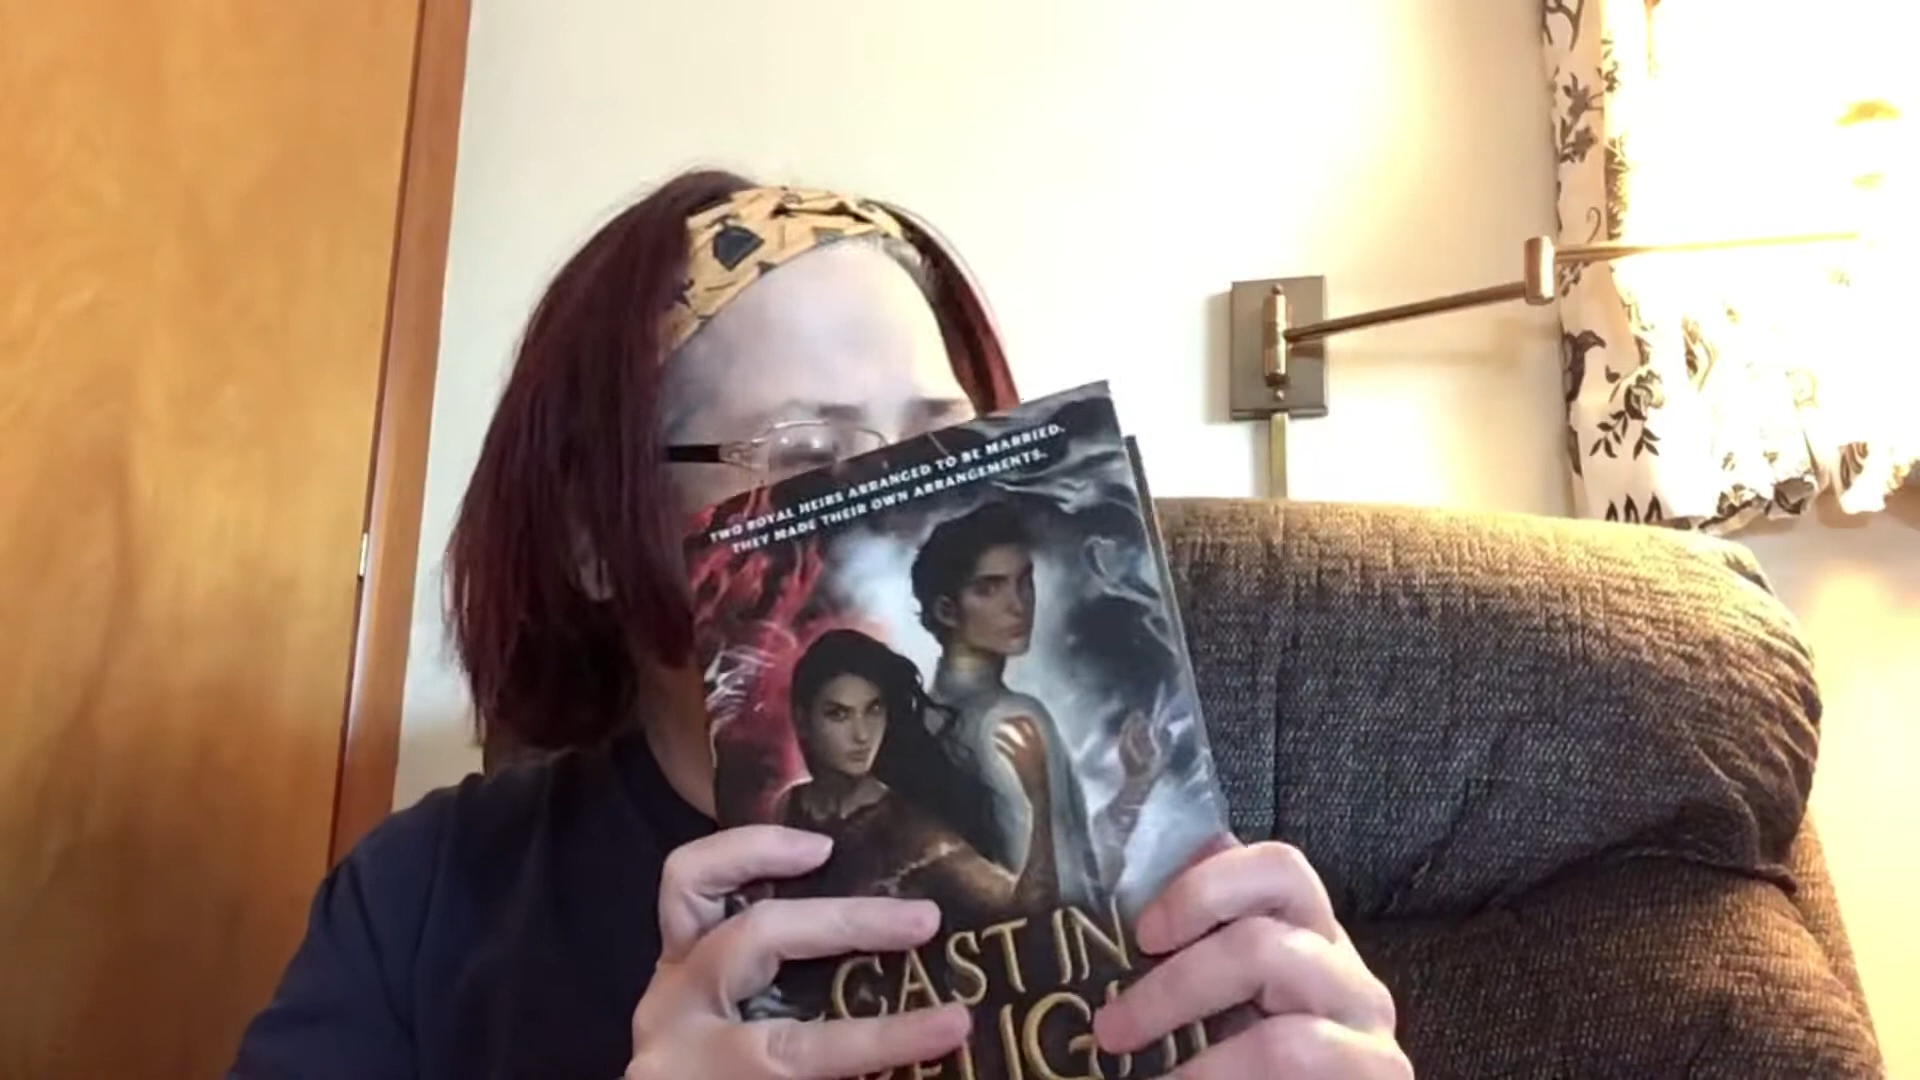 TWO ROYAL HEIRS ARRANGED TO BE MARRIED.
THEY MADE THEIR OWN ARRANGEMENTS.
CAST IN